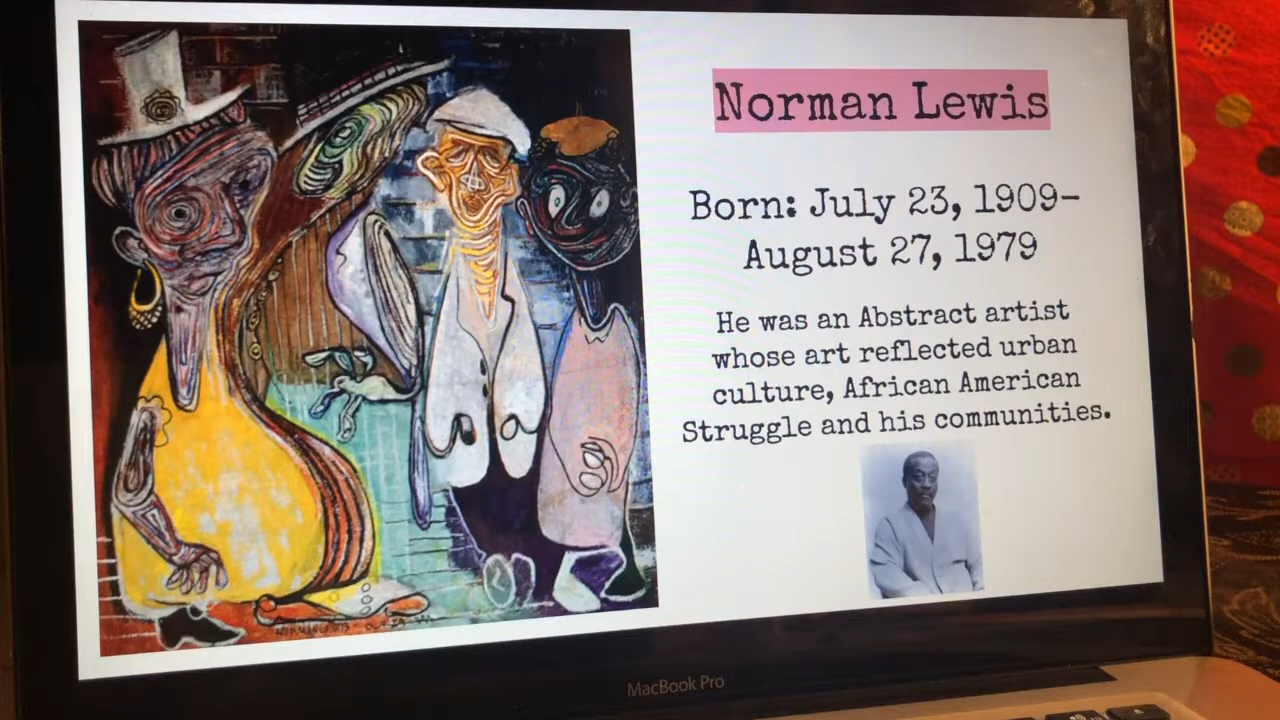 Norman Lewis
Born: July 23, 1909-
August 27, 1979
He was an Abstract artist
whose art reflected urban
culture, African American
Struggle and his communities.
MacBook Pro